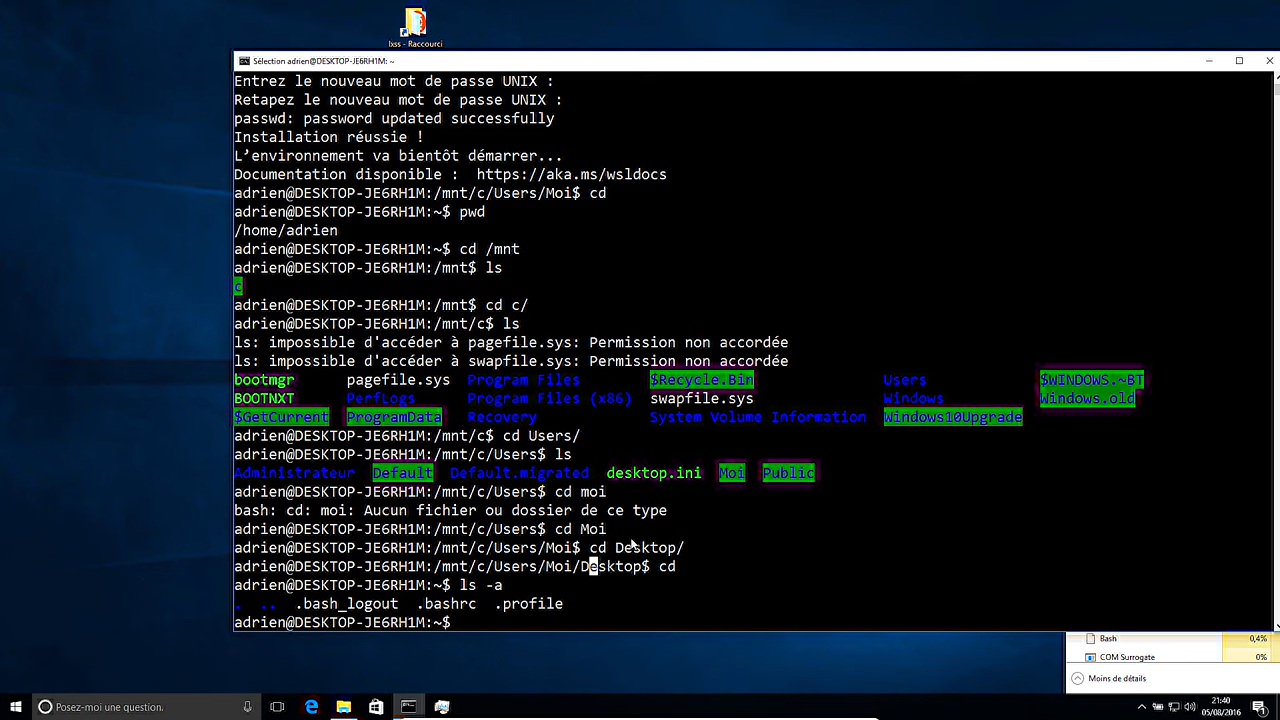 lxss - Raccourci
Sélection adrien@DESKTOP-JE6RH1M: ~
Entrez le nouveau mot de passe UNIX :
Retapez le nouveau mot de passe UNIX :
passwd: password updated successfully
Installation réussie !
L’environnement va bientôt démarrer...
Documentation disponible :  https://aka.ms/wsldocs
adrien@DESKTOP-JE6RH1M:/mnt/c/Users/Moi$ cd
adrien@DESKTOP-JE6RH1M:~$ pwd
/home/adrien
adrien@DESKTOP-JE6RH1M:~$ cd /mnt
adrien@DESKTOP-JE6RH1M:/mnt$ ls
c
adrien@DESKTOP-JE6RH1M:/mnt$ cd c/
adrien@DESKTOP-JE6RH1M:/mnt/c$ ls
ls: impossible d'accéder à pagefile.sys: Permission non accordée
ls: impossible d'accéder à swapfile.sys: Permission non accordée
bootmgr pagefile.sys Program Files $Recycle.Bin Users $WINDOWS.~BT
BOOTNXT PerfLogs Program Files (x86) swapfile.sys Windows Windows.old
$GetCurrent ProgramData Recovery System Volume Information Windows10Upgrade
adrien@DESKTOP-JE6RH1M:/mnt/c$ cd Users/
adrien@DESKTOP-JE6RH1M:/mnt/c/Users$ ls
Administrateur Default Default.migrated desktop.ini Moi Public
adrien@DESKTOP-JE6RH1M:/mnt/c/Users$ cd moi
bash: cd: moi: Aucun fichier ou dossier de ce type
adrien@DESKTOP-JE6RH1M:/mnt/c/Users$ cd Moi
adrien@DESKTOP-JE6RH1M:/mnt/c/Users/Moi$ cd Desktop/
adrien@DESKTOP-JE6RH1M:/mnt/c/Users/Moi/Desktop$ cd
adrien@DESKTOP-JE6RH1M:~$ ls -a
. .. .bash_logout .bashrc .profile
adrien@DESKTOP-JE6RH1M:~$
Bash 0,4%
COM Surrogate 0%
Moins de détails
Posez-moi une question.
21:40
05/08/2016
1